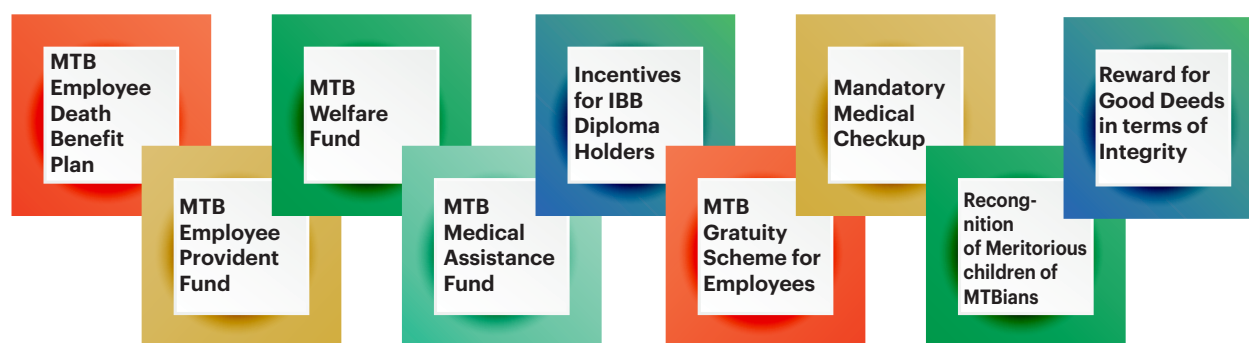 MTB
Employee
Death
Benefit
Plan
MTB
Employee
Provident
Fund
MTB
Welfare
Fund
MTB
Medical
Assistance
Fund
Incentives
for IBB
Diploma
Holders
MTB
Gratuity
Scheme for
Employees
Mandatory
Medical
Checkup
Recong-
nition
of Meritorious
children of
MTBians
Reward for
Good Deeds
in terms of
Integrity